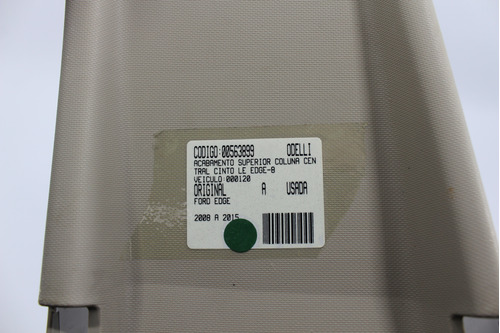 CODIGO:00563899 ODELLI
ACABAMENTO SUPERIOR COLUNA CEN
TRAL CINTO LE EDGE-8
VEICULO:000120
ORIGINAL A USADA
FORD EDGE
2008 A 2015